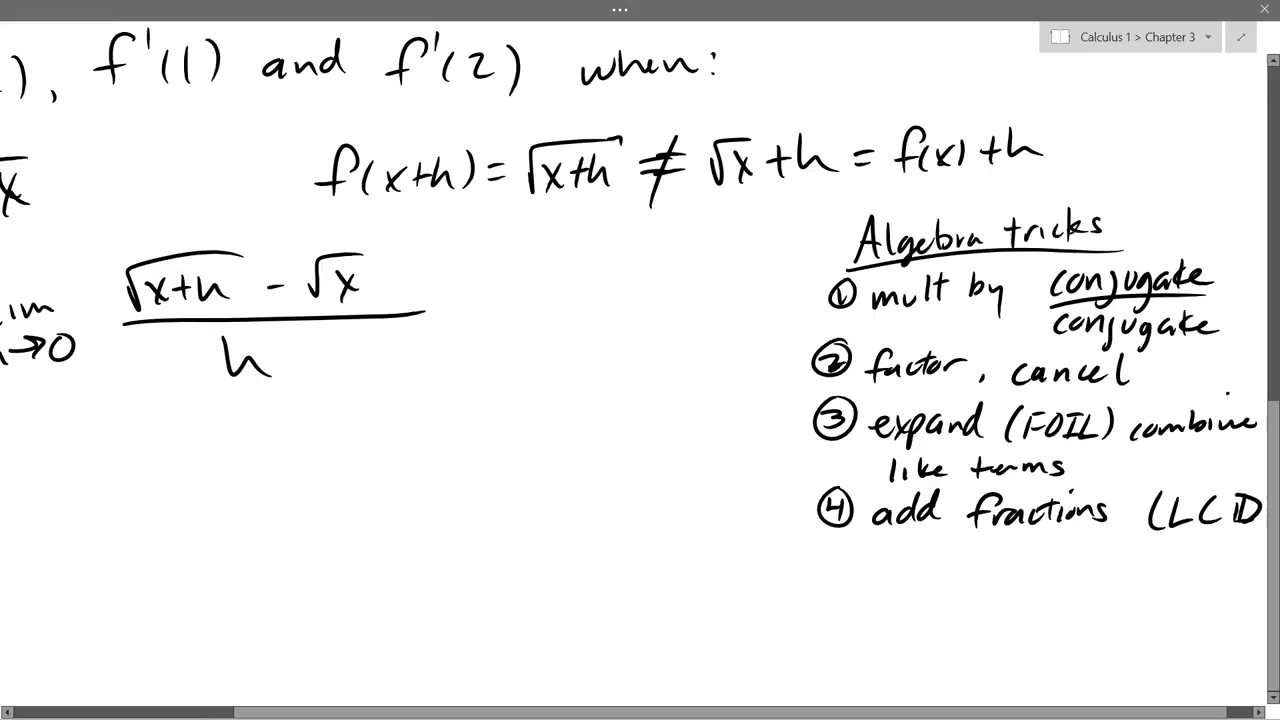 Calculus 1 > Chapter 3
), f'(1) and f'(2) when:
f(x+h) = √(x+h) ≠ √x + h = f(x) + h
√x
Algebra tricks
① mult by conjugate/conjugate
lim h→0 (√(x+h) - √x)/h
② factor, cancel
③ expand (FOIL) combine
like terms
④ add fractions (LCD